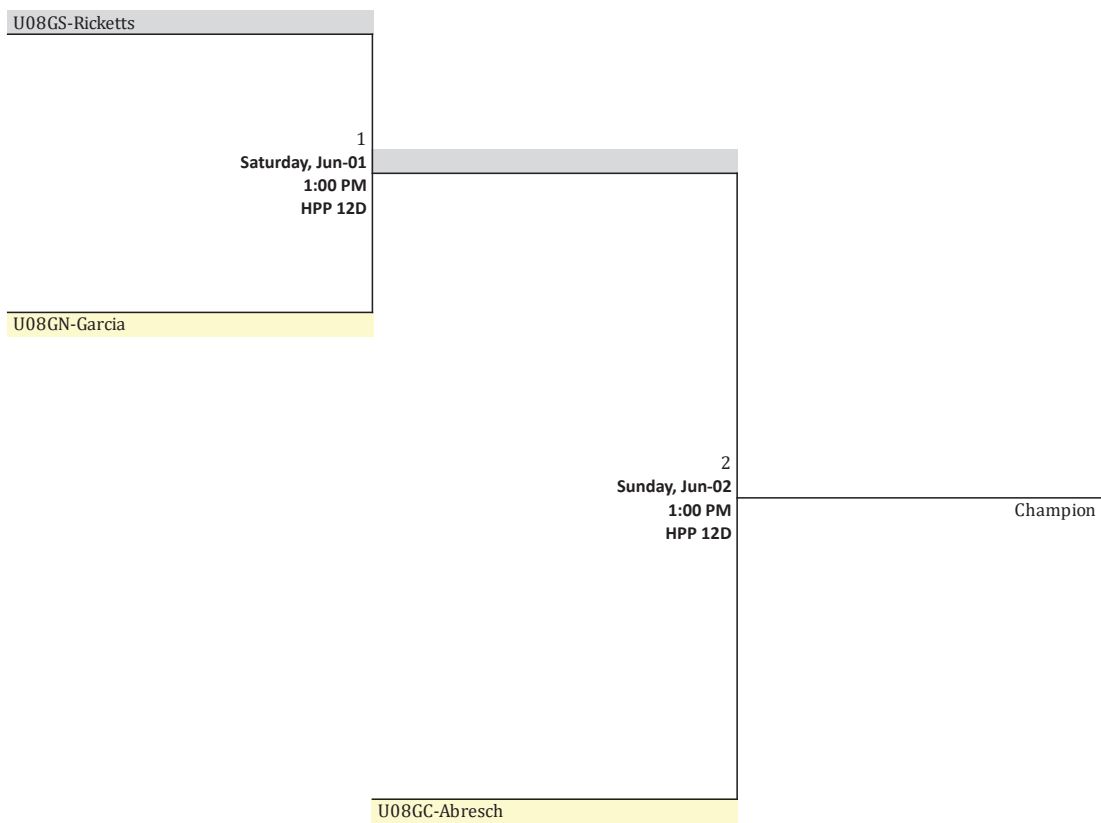 U08GS-Ricketts
1
Saturday, Jun-01
1:00 PM
HPP 12D
U08GN-Garcia
2
Sunday, Jun-02
1:00 PM
HPP 12D
Champion
U08GC-Abresch